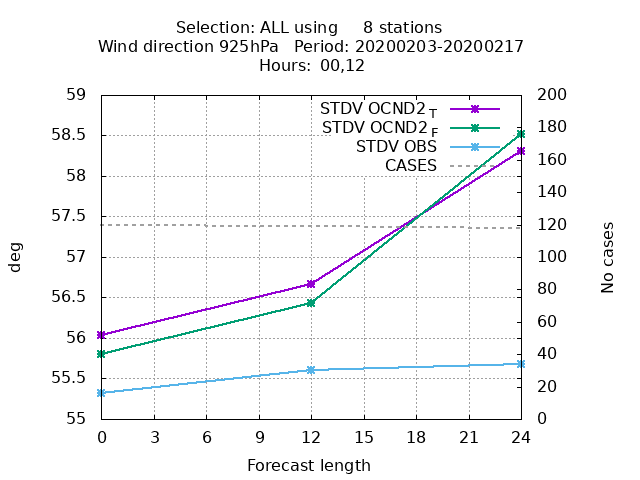 Selection: ALL using     8 stations
Wind direction 925hPa   Period: 20200203-20200217
Hours: 00,12
STDV OCND2 T
STDV OCND2 F
STDV OBS
CASES
59
58.5
58
57.5
57
56.5
56
55.5
55
deg
200
180
160
140
120
100
80
60
40
20
0
No cases
0 3 6 9 12 15 18 21 24
Forecast length